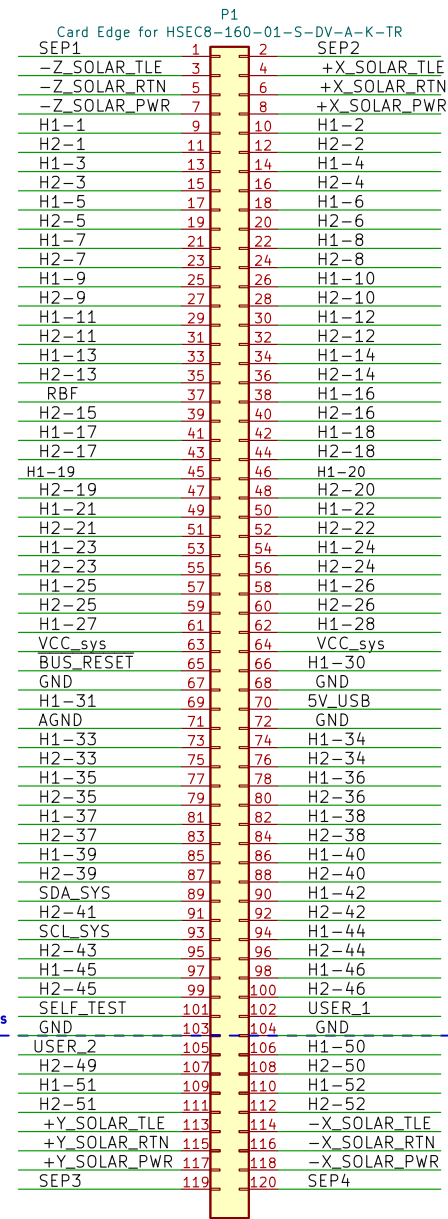 P1
Card Edge for HSEC8-160-01-S-DV-A-K-TR
SEP1 1 2 SEP2
-Z_SOLAR_TLE 3 4 +X_SOLAR_TLE
-Z_SOLAR_RTN 5 6 +X_SOLAR_RTN
-Z_SOLAR_PWR 7 8 +X_SOLAR_PWR
H1-1 9 10 H1-2
H2-1 11 12 H2-2
H1-3 13 14 H1-4
H2-3 15 16 H2-4
H1-5 17 18 H1-6
H2-5 19 20 H2-6
H1-7 21 22 H1-8
H2-7 23 24 H2-8
H1-9 25 26 H1-10
H2-9 27 28 H2-10
H1-11 29 30 H1-12
H2-11 31 32 H2-12
H1-13 33 34 H1-14
H2-13 35 36 H2-14
RBF 37 38 H1-16
H2-15 39 40 H2-16
H1-17 41 42 H1-18
H2-17 43 44 H2-18
H1-19 45 46 H1-20
H2-19 47 48 H2-20
H1-21 49 50 H1-22
H2-21 51 52 H2-22
H1-23 53 54 H1-24
H2-23 55 56 H2-24
H1-25 57 58 H1-26
H2-25 59 60 H2-26
H1-27 61 62 H1-28
VCC_sys 63 64 VCC_sys
BUS_RESET 65 66 H1-30
GND 67 68 GND
H1-31 69 70 5V_USB
AGND 71 72 GND
H1-33 73 74 H1-34
H2-33 75 76 H2-34
H1-35 77 78 H1-36
H2-35 79 80 H2-36
H1-37 81 82 H1-38
H2-37 83 84 H2-38
H1-39 85 86 H1-40
H2-39 87 88 H2-40
SDA_SYS 89 90 H1-42
H2-41 91 92 H2-42
SCL_SYS 93 94 H1-44
H2-43 95 96 H2-44
H1-45 97 98 H1-46
H2-45 99 100 H2-46
SELF_TEST 101 102 USER_1
s
GND 103 104 GND
USER_2 105 106 H1-50
H2-49 107 108 H2-50
H1-51 109 110 H1-52
H2-51 111 112 H2-52
+Y_SOLAR_TLE 113 114 -X_SOLAR_TLE
+Y_SOLAR_RTN 115 116 -X_SOLAR_RTN
+Y_SOLAR_PWR 117 118 -X_SOLAR_PWR
SEP3 119 120 SEP4